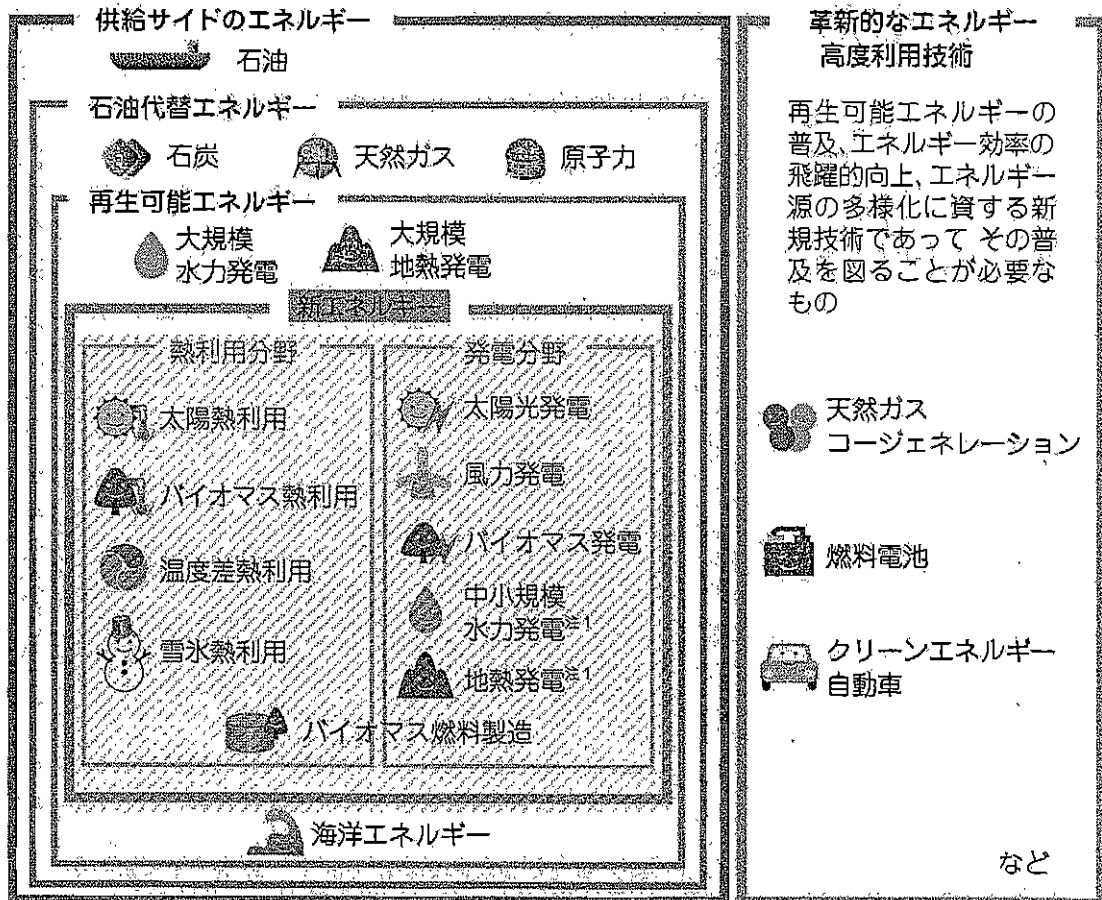 供給サイドのエネルギー
石油
石油代替エネルギー
石炭
天然ガス
原子力
再生可能エネルギー
大規模
水力発電
大規模
地熱発電
新エネルギー
熱利用分野
太陽熱利用
バイオマス熱利用
温度差熱利用
雪氷熱利用
発電分野
太陽光発電
風力発電
バイオマス発電
中小規模
水力発電注1
地熱発電注1
バイオマス燃料製造
海洋エネルギー
革新的なエネルギー
高度利用技術
再生可能エネルギーの
普及、エネルギー効率の
飛躍的向上、エネルギー
源の多様化に資する新
規技術であって その普
及を図ることが必要な
もの
天然ガス
コージェネレーション
燃料電池
クリーンエネルギー
自動車
など